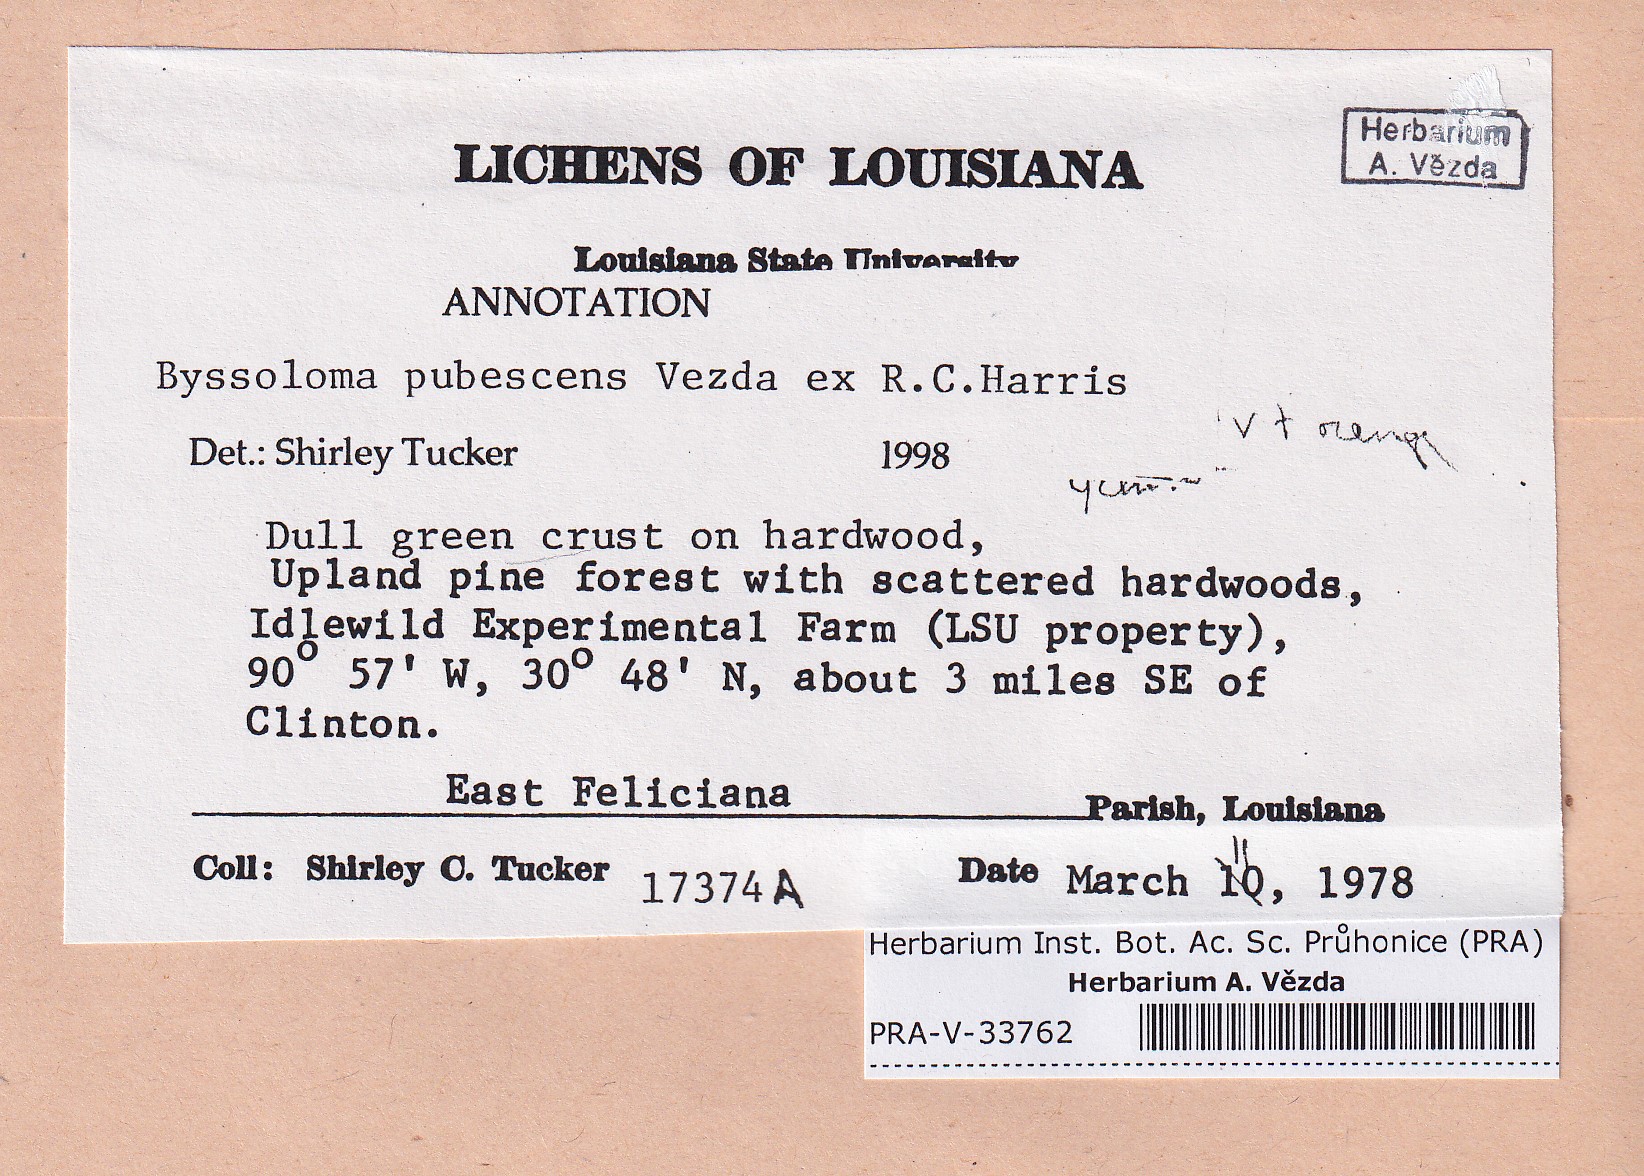 Herbarium
A. Vězda
LICHENS OF LOUISIANA
Louisiana State University
ANNOTATION
Byssoloma pubescens Vezda ex R.C.Harris
Det.: Shirley Tucker 1998
Dull green crust on hardwood,
Upland pine forest with scattered hardwoods,
Idlewild Experimental Farm (LSU property),
90° 57' W, 30° 48' N, about 3 miles SE of
Clinton.
East Feliciana Parish, Louisiana
Coll: Shirley C. Tucker 17374A Date March 11, 1978
Herbarium Inst. Bot. Ac. Sc. Průhonice (PRA)
Herbarium A. Vězda
PRA-V-33762